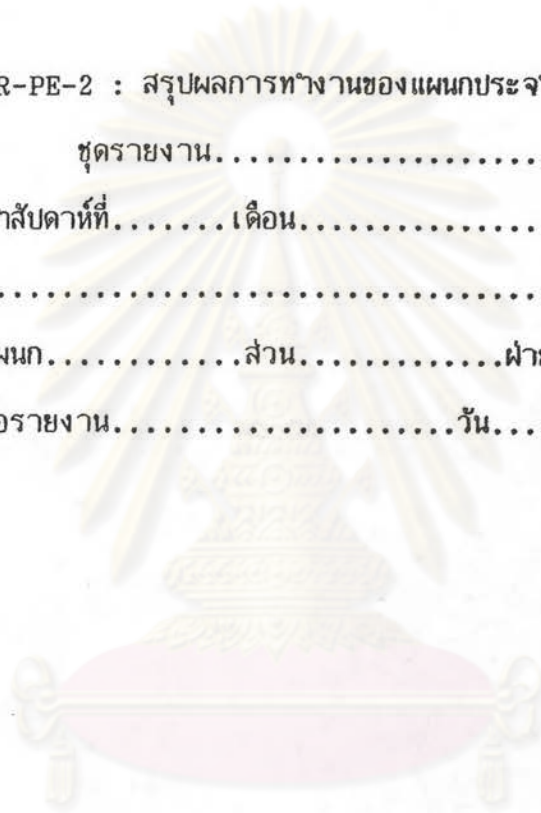 R-PE-2 : สรุปผลการทำงานของแผนกประจ
ชุดรายงาน......................
าสัปดาห์ที่.......เดือน.................
....................................
ผนก.............ส่วน.............ฝ่า
อรายงาน......................วัน...